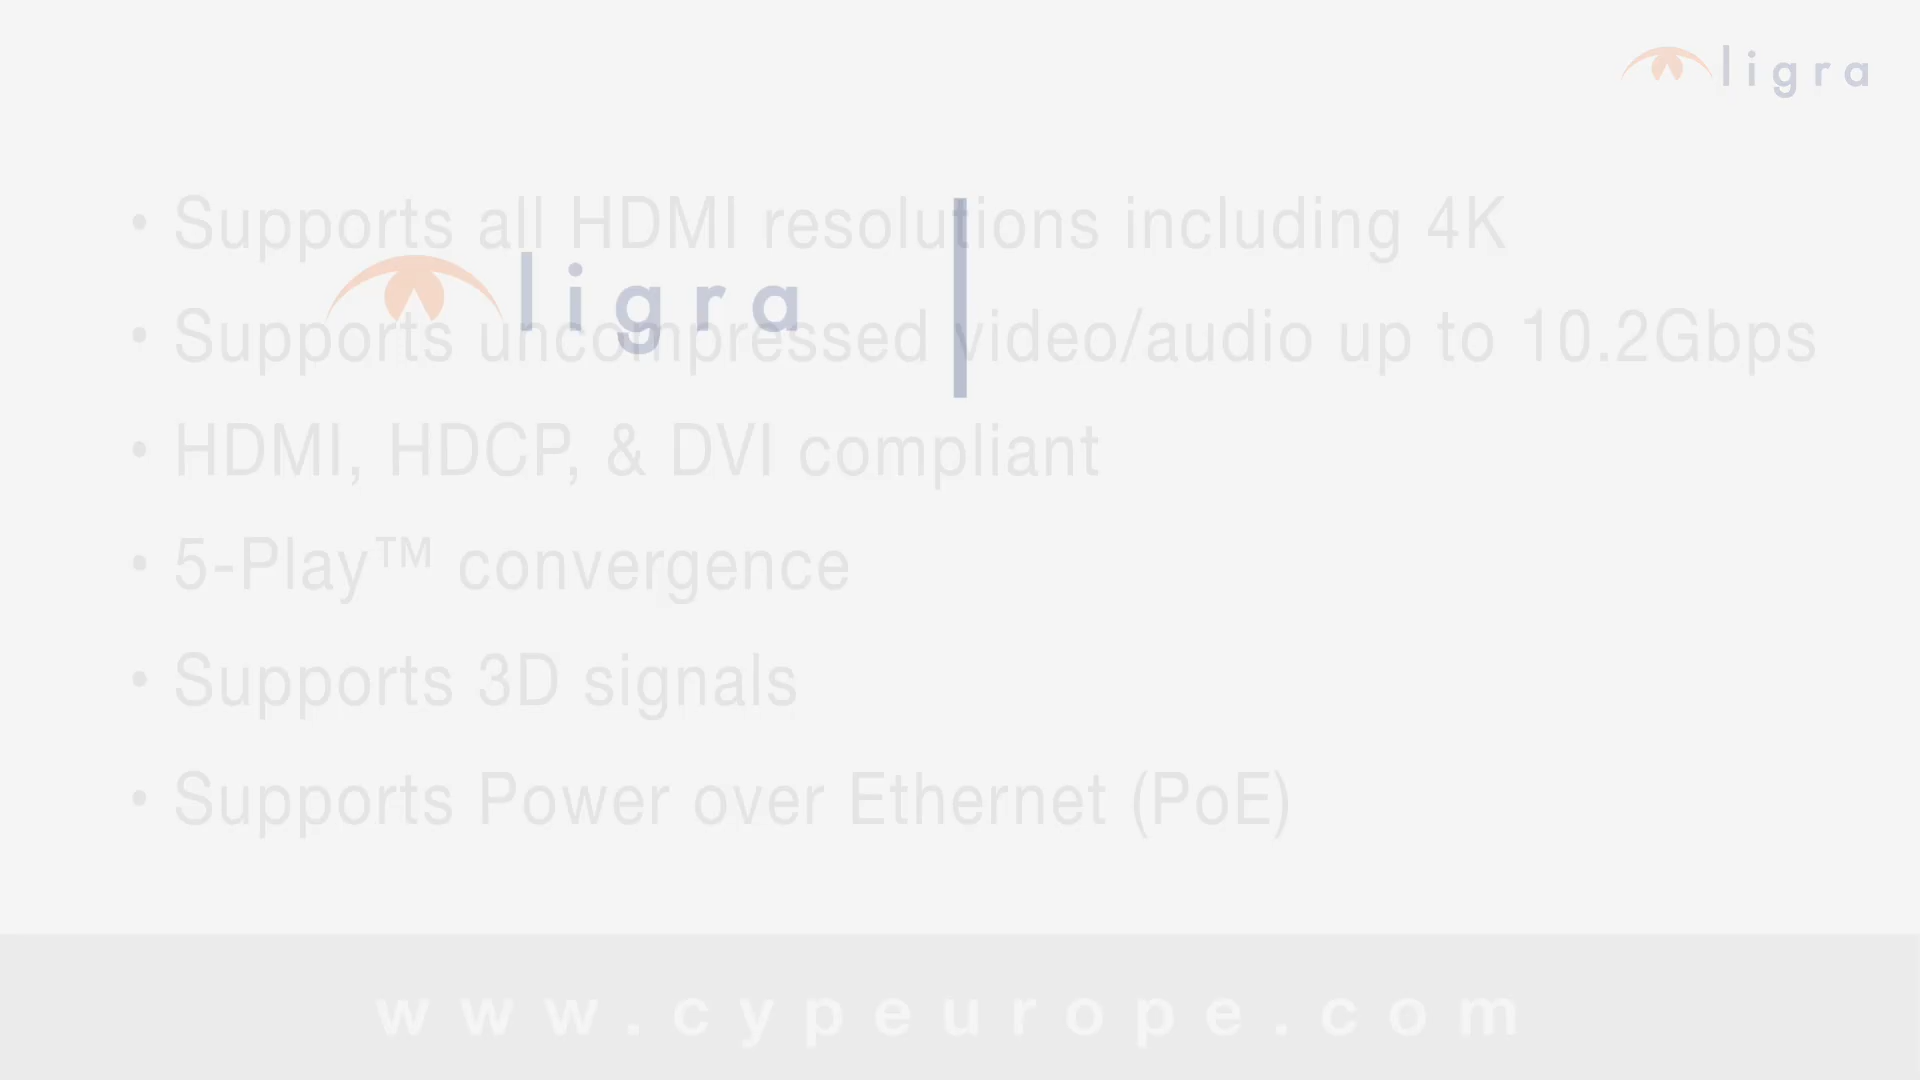 ligra
• Supports all HDMI resolutions including 4K
ligra
• Supports uncompressed video/audio up to 10.2Gbps
• HDMI, HDCP, & DVI compliant
• 5-Play™ convergence
• Supports 3D signals
• Supports Power over Ethernet (PoE)
www.cypeurope.com